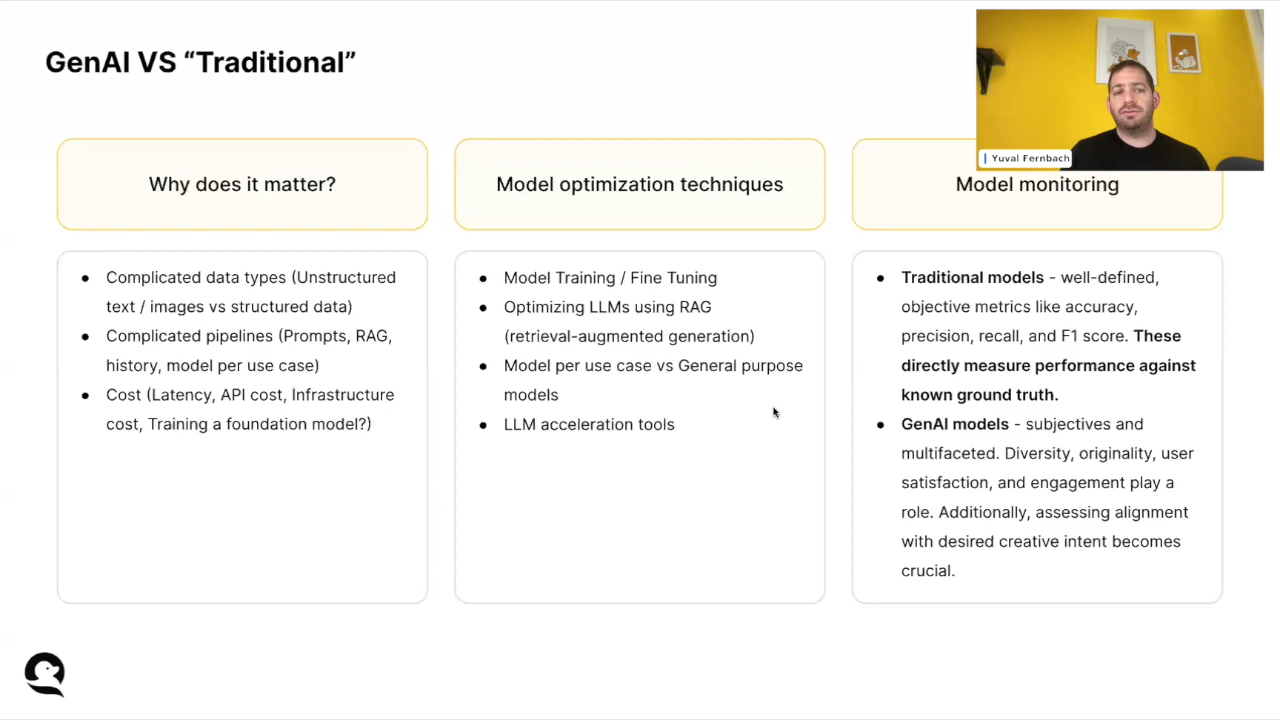 GenAI VS “Traditional”
Yuval Fernbach
Why does it matter?
Model optimization techniques
Model monitoring
● Complicated data types (Unstructured
text / images vs structured data)
● Complicated pipelines (Prompts, RAG,
history, model per use case)
● Cost (Latency, API cost, Infrastructure
cost, Training a foundation model?)
● Model Training / Fine Tuning
● Optimizing LLMs using RAG
(retrieval-augmented generation)
● Model per use case vs General purpose
models
● LLM acceleration tools
● Traditional models - well-defined,
objective metrics like accuracy,
precision, recall, and F1 score. These
directly measure performance against
known ground truth.
● GenAI models - subjectives and
multifaceted. Diversity, originality, user
satisfaction, and engagement play a
role. Additionally, assessing alignment
with desired creative intent becomes
crucial.